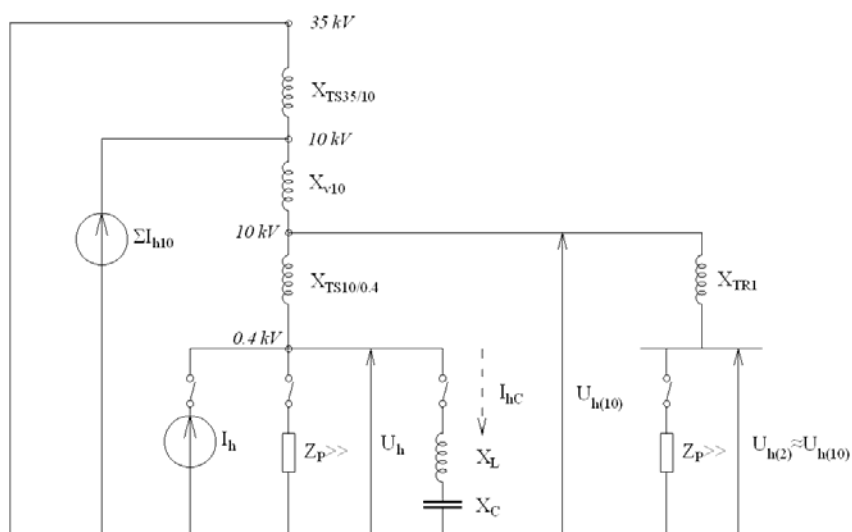 35 kV
X_TS35/10
10 kV
X_v10
ΣI_h10
10 kV
X_TS10/0.4
X_TR1
0.4 kV
I_h
Z_P>>
U_h
I_hC
X_L
X_C
U_h(10)
Z_P>>
U_h(2)≈U_h(10)